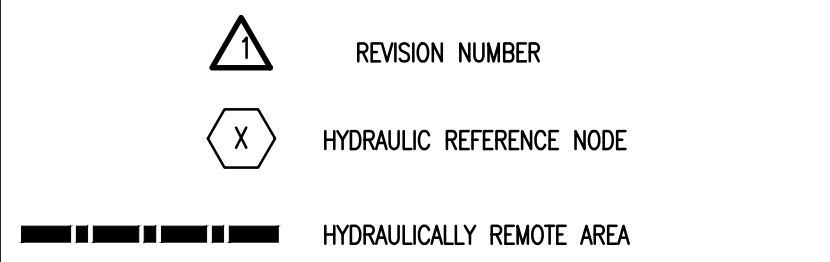 1 REVISION NUMBER
X HYDRAULIC REFERENCE NODE
HYDRAULICALLY REMOTE AREA